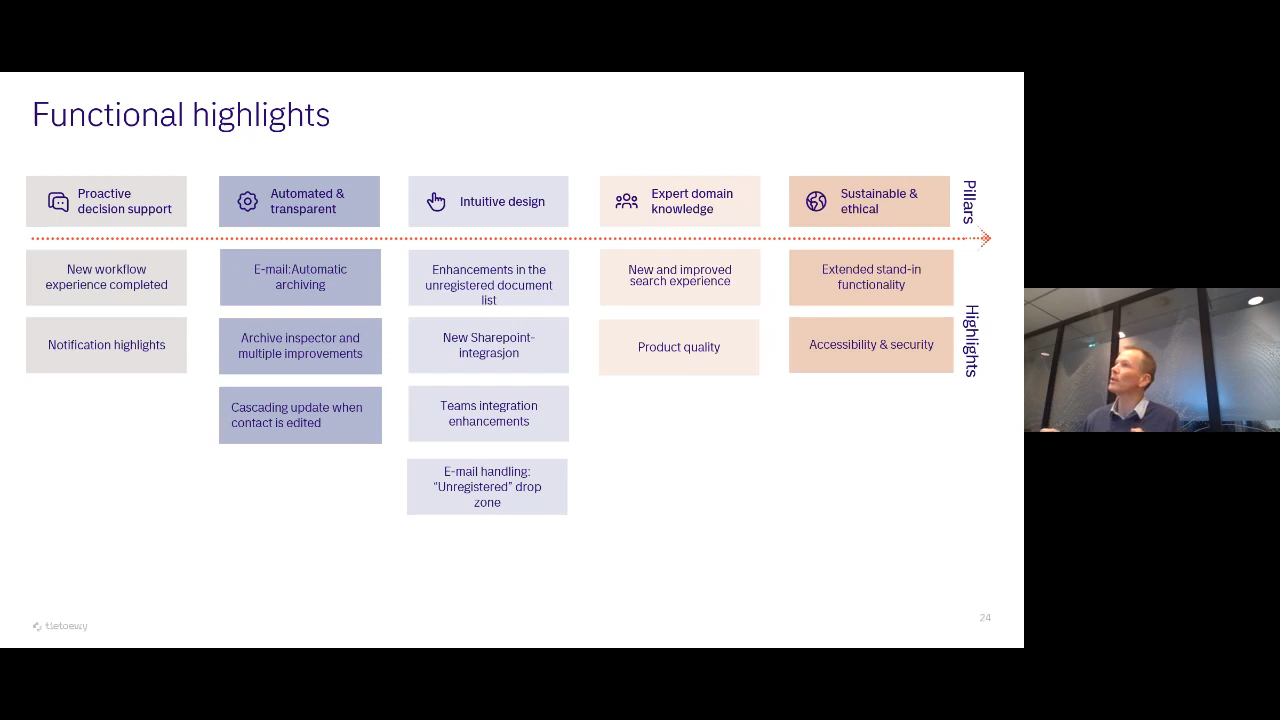 Functional highlights
Proactive
decision support
Automated &
transparent
Intuitive design
Expert domain
knowledge
Sustainable &
ethical
Pillars
New workflow
experience completed
E-mail:Automatic
archiving
Enhancements in the
unregistered document
list
New and improved
search experience
Extended stand-in
functionality
Highlights
Notification highlights
Archive inspector and
multiple improvements
New Sharepoint-
integrasjon
Product quality
Accessibility & security
Cascading update when
contact is edited
Teams integration
enhancements
E-mail handling:
"Unregistered" drop
zone
tietoevry
24